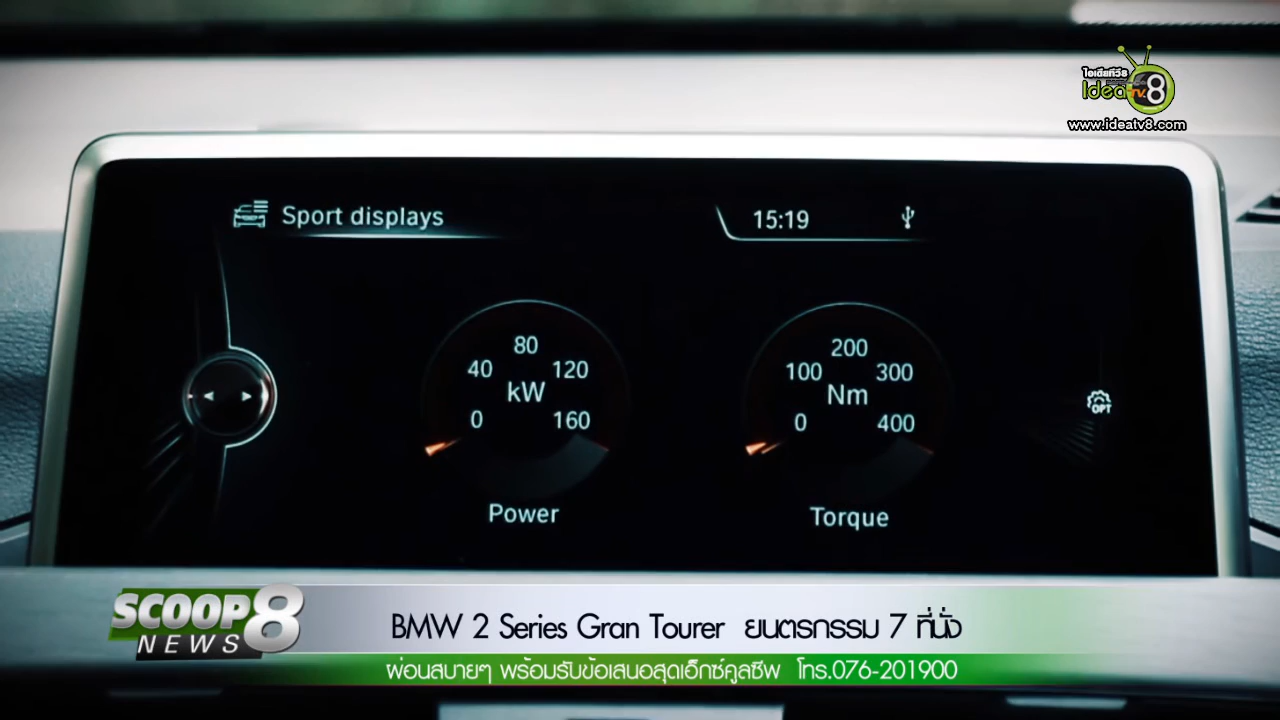 ไอเดียทีวี8
Idea TV. 8
www.ideatv8.com
Sport displays
15:19
80
40 120
kW
0 160
Power
200
100 300
Nm
0 400
Torque
OPT
SCOOP 8
NEWS
BMW 2 Series Gran Tourer ยนตรกรรม 7 ที่นั่ง
ผ่อนสบายๆ พร้อมรับข้อเสนอสุดเอ็กซ์คูลซีพ โทร.076-201900